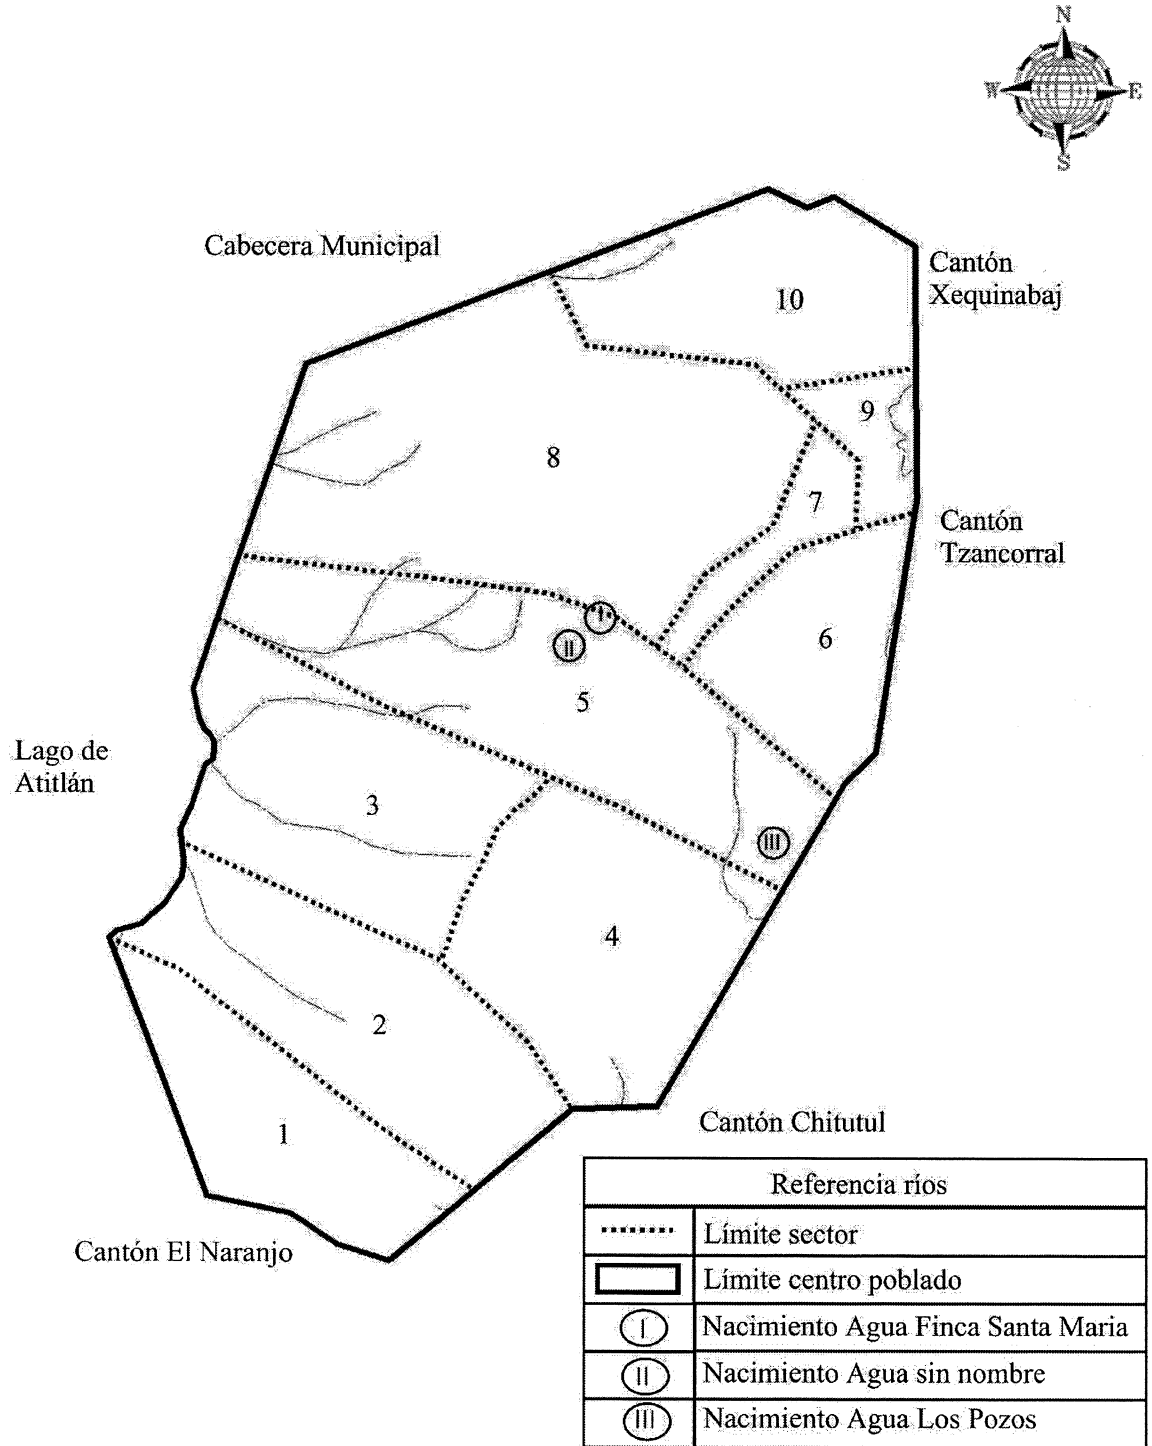 N
W
E
S
Cabecera Municipal
Cantón
Xequinabaj
10
9
8
7
Cantón
Tzancorral
I
II
6
5
Lago de
Atitlán
3
III
4
2
1
Cantón Chitutul
Cantón El Naranjo
Referencia ríos
Límite sector
Límite centro poblado
I Nacimiento Agua Finca Santa Maria
II Nacimiento Agua sin nombre
III Nacimiento Agua Los Pozos